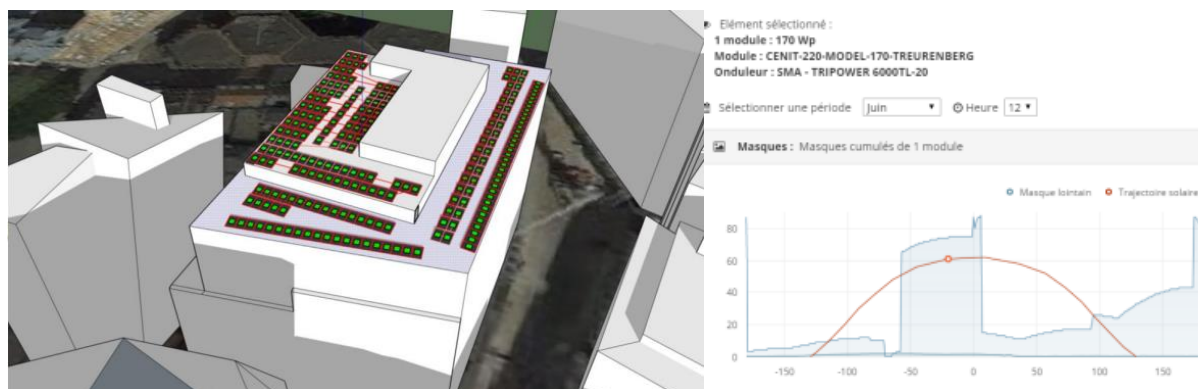 Elément sélectionné :
1 module : 170 Wp
Module : CENIT-220-MODEL-170-TREURENBERG
Onduleur : SMA - TRIPOWER 6000TL-20
Sélectionner une période Juin Heure 12
Masques : Masques cumulés de 1 module
Masque lointain Trajectoire solaire
80
60
40
20
0
-150 -100 -50 0 50 100 150